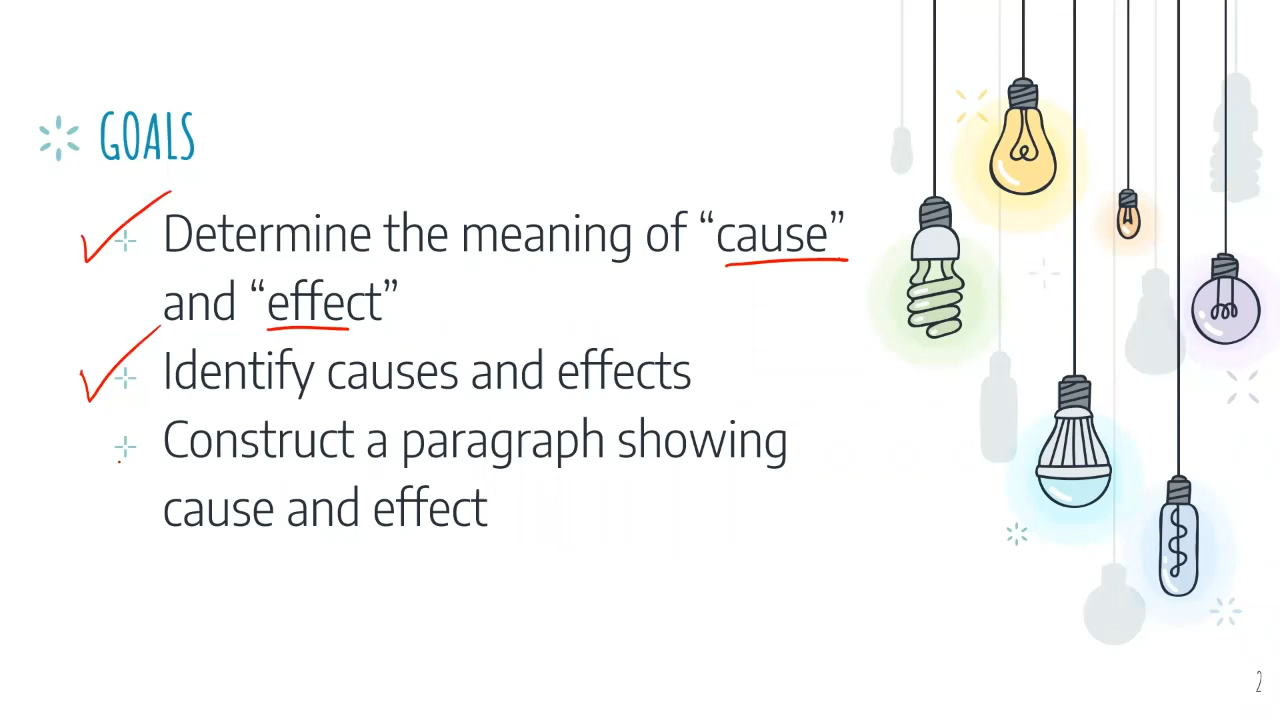 GOALS
Determine the meaning of “cause”
and “effect”
Identify causes and effects
Construct a paragraph showing
cause and effect
2